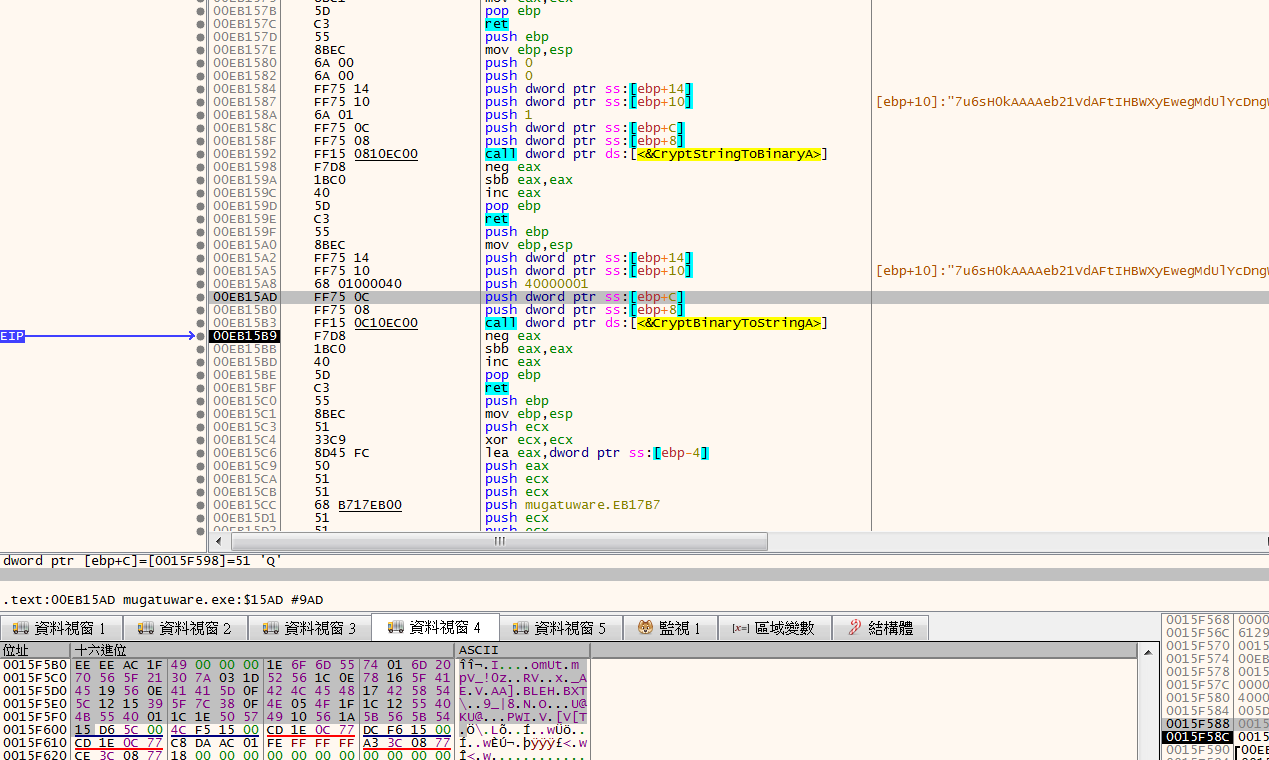 00EB157B 5D pop ebp
00EB157C C3 ret
00EB157D 55 push ebp
00EB157E 8BEC mov ebp,esp
00EB1580 6A 00 push 0
00EB1582 6A 00 push 0
00EB1584 FF75 14 push dword ptr ss:[ebp+14]
00EB1587 FF75 10 push dword ptr ss:[ebp+10] [ebp+10]:"7u6sH0kAAAAeb21VdAFtIHBWXyEwegMdUlYcDng
00EB158A 6A 01 push 1
00EB158C FF75 0C push dword ptr ss:[ebp+C]
00EB158F FF75 08 push dword ptr ss:[ebp+8]
00EB1592 FF15 0810EC00 call dword ptr ds:[<&CryptStringToBinaryA>]
00EB1598 F7D8 neg eax
00EB159A 1BC0 sbb eax,eax
00EB159C 40 inc eax
00EB159D 5D pop ebp
00EB159E C3 ret
00EB159F 55 push ebp
00EB15A0 8BEC mov ebp,esp
00EB15A2 FF75 14 push dword ptr ss:[ebp+14]
00EB15A5 FF75 10 push dword ptr ss:[ebp+10] [ebp+10]:"7u6sH0kAAAAeb21VdAFtIHBWXyEwegMdUlYcDng
00EB15A8 68 01000040 push 40000001
00EB15AD FF75 0C push dword ptr ss:[ebp+C]
00EB15B0 FF75 08 push dword ptr ss:[ebp+8]
00EB15B3 FF15 0C10EC00 call dword ptr ds:[<&CryptBinaryToStringA>]
EIP 00EB15B9 F7D8 neg eax
00EB15BB 1BC0 sbb eax,eax
00EB15BD 40 inc eax
00EB15BE 5D pop ebp
00EB15BF C3 ret
00EB15C0 55 push ebp
00EB15C1 8BEC mov ebp,esp
00EB15C3 51 push ecx
00EB15C4 33C9 xor ecx,ecx
00EB15C6 8D45 FC lea eax,dword ptr ss:[ebp-4]
00EB15C9 50 push eax
00EB15CA 51 push ecx
00EB15CB 51 push ecx
00EB15CC 68 B717EB00 push mugatuware.EB17B7
00EB15D1 51 push ecx
00EB15D2 51 push ecx
dword ptr [ebp+C]=[0015F598]=51 'Q'
.text:00EB15AD mugatuware.exe:$15AD #9AD
資料視窗 1 資料視窗 2 資料視窗 3 資料視窗 4 資料視窗 5 監視 1 [x=] 區域變數 結構體
位址 十六進位 ASCII
0015F5B0 EE EE AC 1F 49 00 00 00 1E 6F 6D 55 74 01 6D 20 îî¬.I....omUt.m
0015F5C0 70 56 5F 21 30 7A 03 1D 52 56 1C 0E 78 16 5F 41 pV_!0z..RV..x._A
0015F5D0 45 19 56 0E 41 41 5D 0F 42 4C 45 48 17 42 58 54 E.V.AA].BLEH.BXT
0015F5E0 5C 12 15 39 5F 7C 38 0F 4E 05 4F 1F 1C 12 55 40 \..9_|8.N.O...U@
0015F5F0 4B 55 40 01 1C 1E 50 57 49 10 56 1A 5B 56 5B 54 KU@...PWI.V.[V[T
0015F600 15 D6 5C 00 4C F5 15 00 CD 1E 0C 77 DC F6 15 00 .Ö\.Lõ..Í..wÜö..
0015F610 CD 1E 0C 77 C8 DA AC 01 FE FF FF FF A3 3C 08 77 Í..wÈÚ¬.þÿÿÿ£<.w
0015F620 CE 3C 08 77 18 00 00 00 00 00 00 00 00 00 00 00 Î<.w............
0015F568 0000
0015F56C 6129
0015F570 0000
0015F574 00EB
0015F578 0015
0015F57C 0000
0015F580 4000
0015F584 005D
0015F588 0015
0015F58C 0015
0015F590 00EB